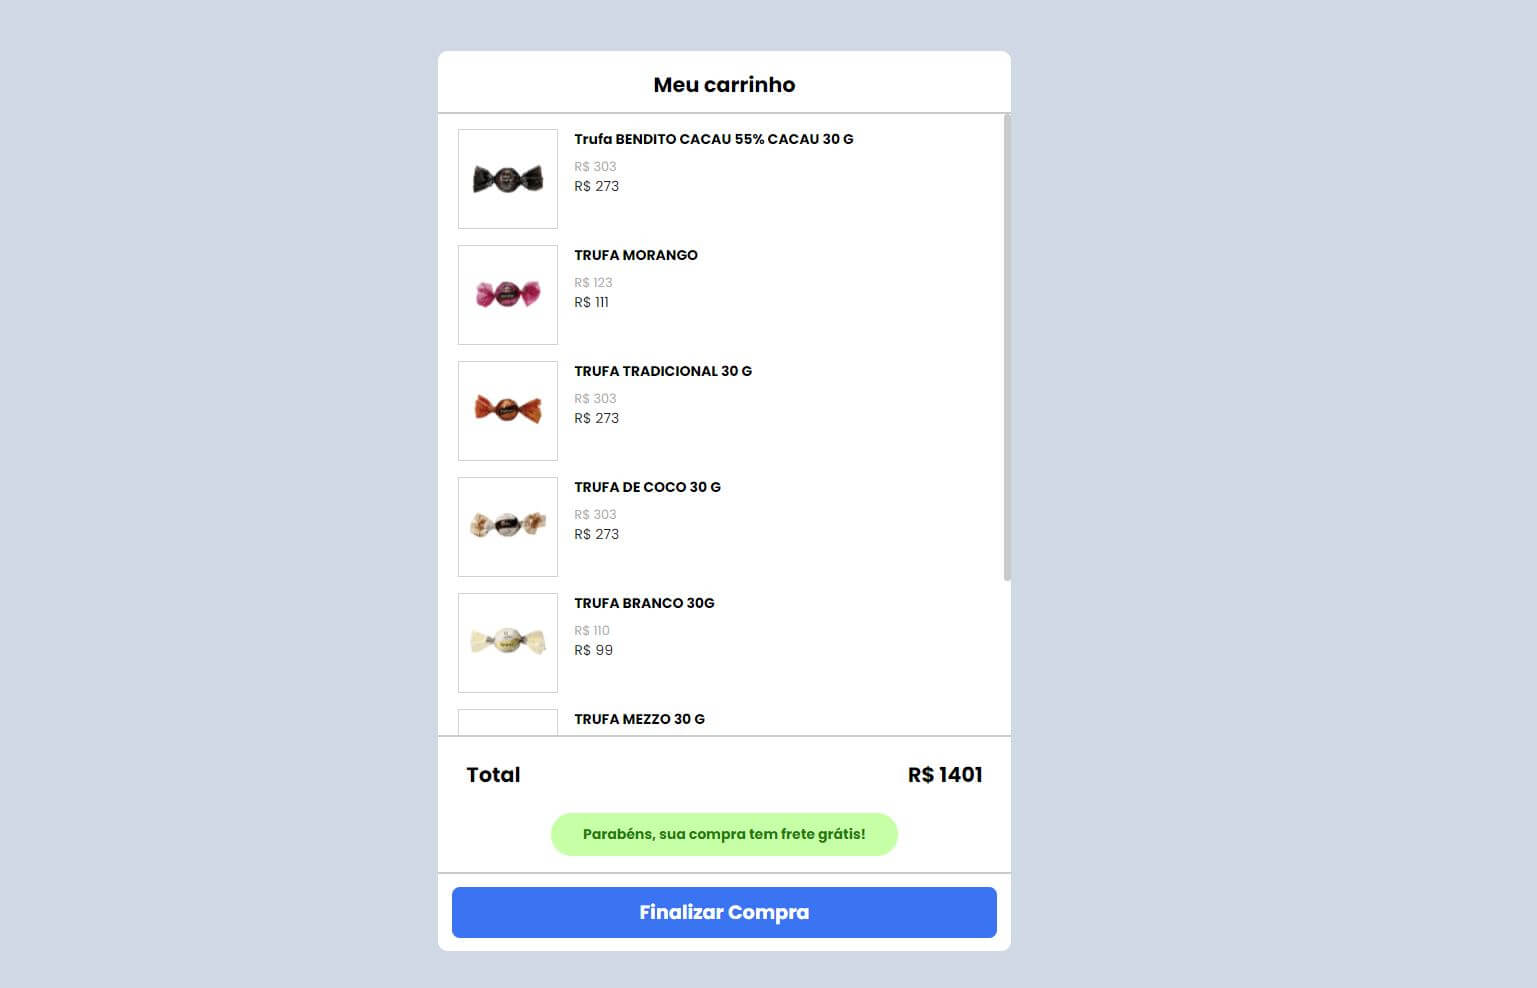 Meu carrinho
Trufa BENDITO CACAU 55% CACAU 30 G
R$ 303
R$ 273
TRUFA MORANGO
R$ 123
R$ 111
TRUFA TRADICIONAL 30 G
R$ 303
R$ 273
TRUFA DE COCO 30 G
R$ 303
R$ 273
TRUFA BRANCO 30G
R$ 110
R$ 99
TRUFA MEZZO 30 G
Total
R$ 1401
Parabéns, sua compra tem frete grátis!
Finalizar Compra